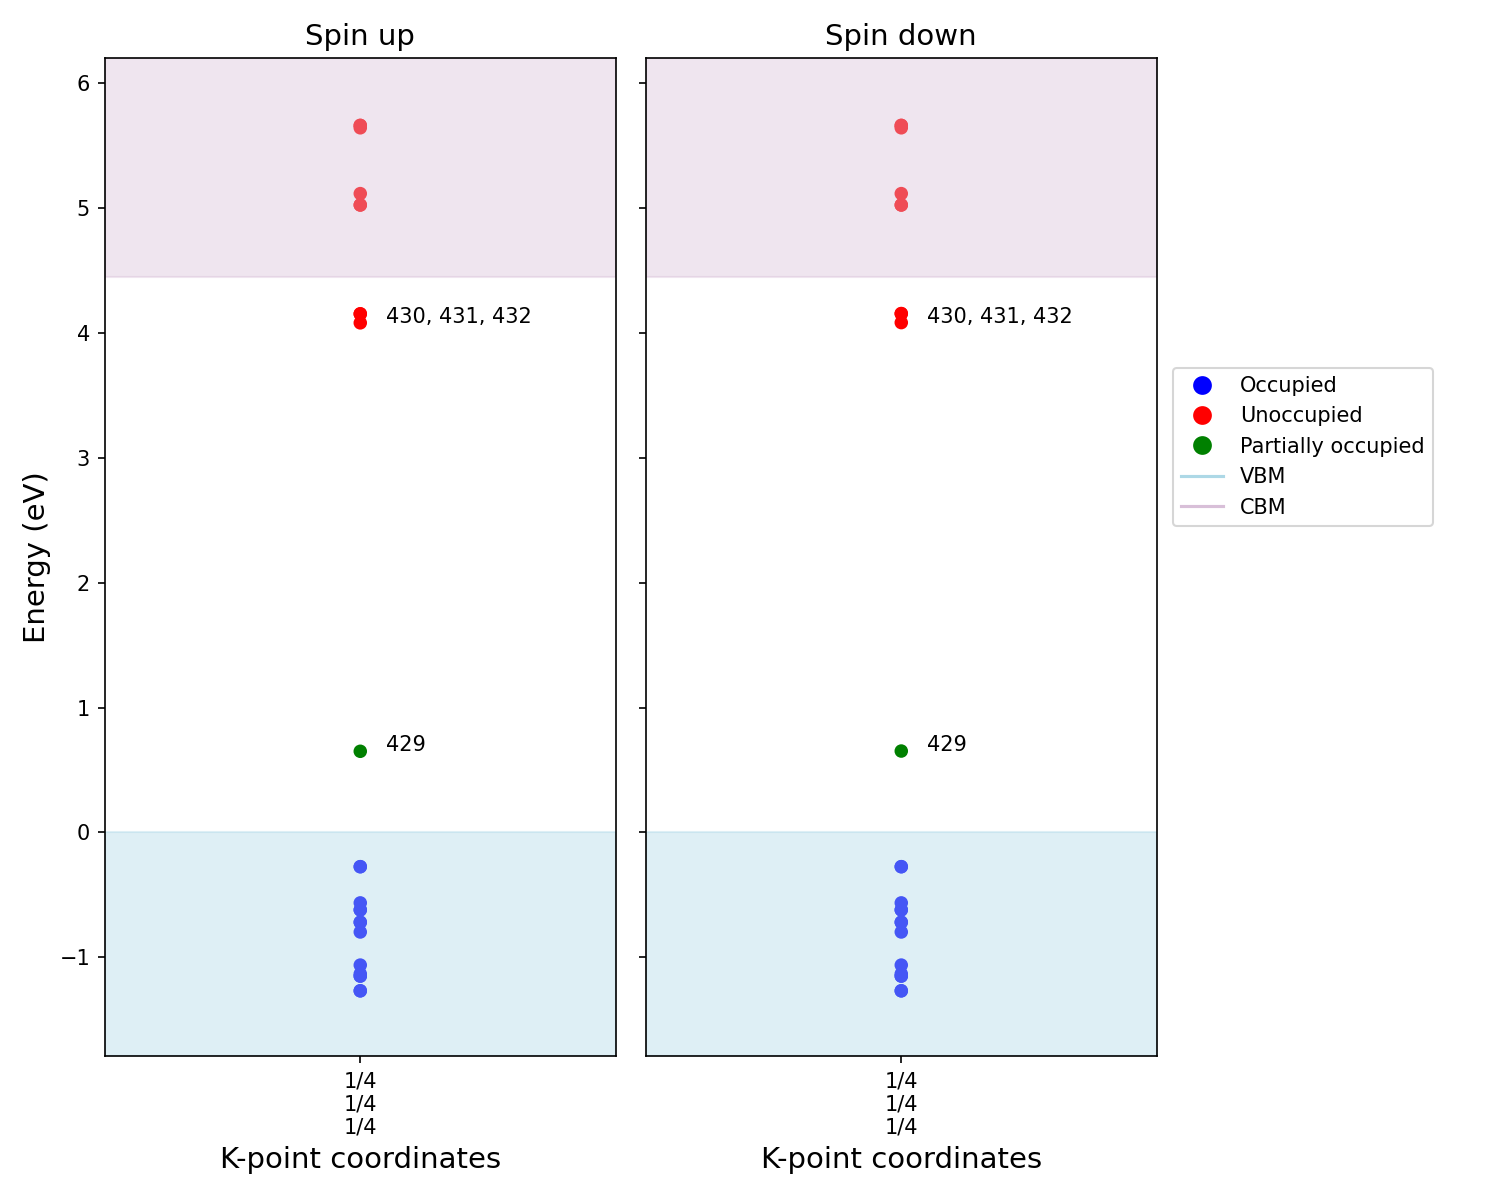 Spin up
Spin down
Energy (eV)
6
5
4
3
2
1
0
−1
430, 431, 432
429
430, 431, 432
429
1/4
1/4
1/4
K-point coordinates
1/4
1/4
1/4
K-point coordinates
Occupied
Unoccupied
Partially occupied
VBM
CBM